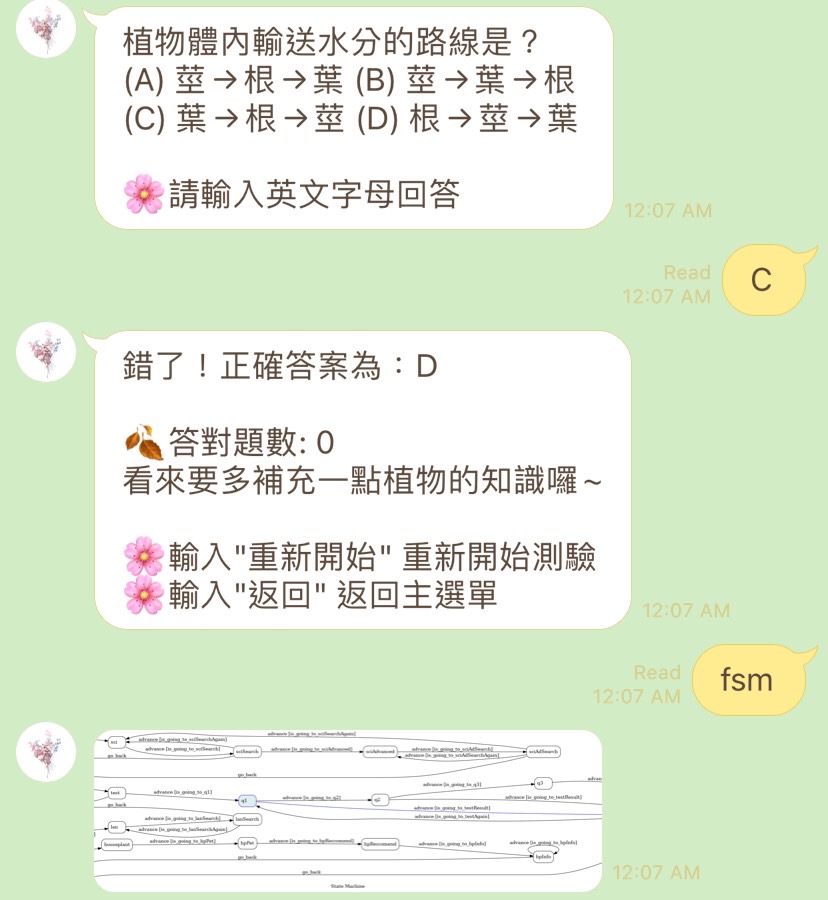 植物體內輸送水分的路線是？
(A) 莖→根→葉 (B) 莖→葉→根
(C) 葉→根→莖 (D) 根→莖→葉
🌸請輸入英文字母回答
12:07 AM
C
Read
12:07 AM
錯了！正確答案為：D
🍂答對題數: 0
看來要多補充一點植物的知識囉~
🌸輸入"重新開始" 重新開始測驗
🌸輸入"返回" 返回主選單
12:07 AM
fsm
Read
12:07 AM
advance [is_going_to_sciSearchAgain]
sci
advance [is_going_to_sciSearch]
go_back
sciSearch
advance [is_going_to_sciAdvanced]
sciAdvanced
advance [is_going_to_sciAdSearch]
advance [is_going_to_sciAdSearchAgain]
sciAdSearch
go_back
test
advance [is_going_to_q1]
go_back
q1
advance [is_going_to_q2]
q2
advance [is_going_to_q3]
q3
advance [is_going_to_testResult]
advance [is_going_to_testResult]
advance [is_going_to_testAgain]
len
advance [is_going_to_lanSearch]
advance [is_going_to_lanSearchAgain]
lanSearch
houseplant
advance [is_going_to_hpPet]
hpPet
advance [is_going_to_hpRecommend]
hpRecommend
advance [is_going_to_hpInfo]
advance [is_going_to_hpInfo]
hpInfo
go_back
go_back
State Machine
12:07 AM